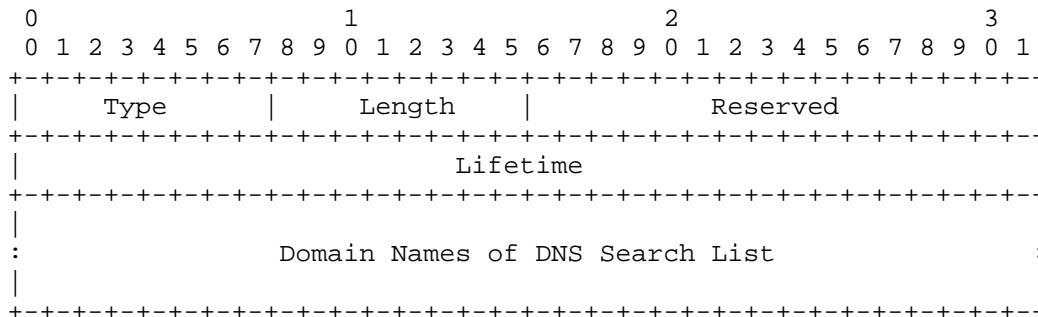 0                   1                   2                   3
0 1 2 3 4 5 6 7 8 9 0 1 2 3 4 5 6 7 8 9 0 1 2 3 4 5 6 7 8 9 0 1
+-+-+-+-+-+-+-+-+-+-+-+-+-+-+-+-+-+-+-+-+-+-+-+-+-+-+-+-+-+-+-+--
|     Type      |     Length    |           Reserved
+-+-+-+-+-+-+-+-+-+-+-+-+-+-+-+-+-+-+-+-+-+-+-+-+-+-+-+-+-+-+-+--
|                           Lifetime
+-+-+-+-+-+-+-+-+-+-+-+-+-+-+-+-+-+-+-+-+-+-+-+-+-+-+-+-+-+-+-+--
|
:                Domain Names of DNS Search List                :
|
+-+-+-+-+-+-+-+-+-+-+-+-+-+-+-+-+-+-+-+-+-+-+-+-+-+-+-+-+-+-+-+--